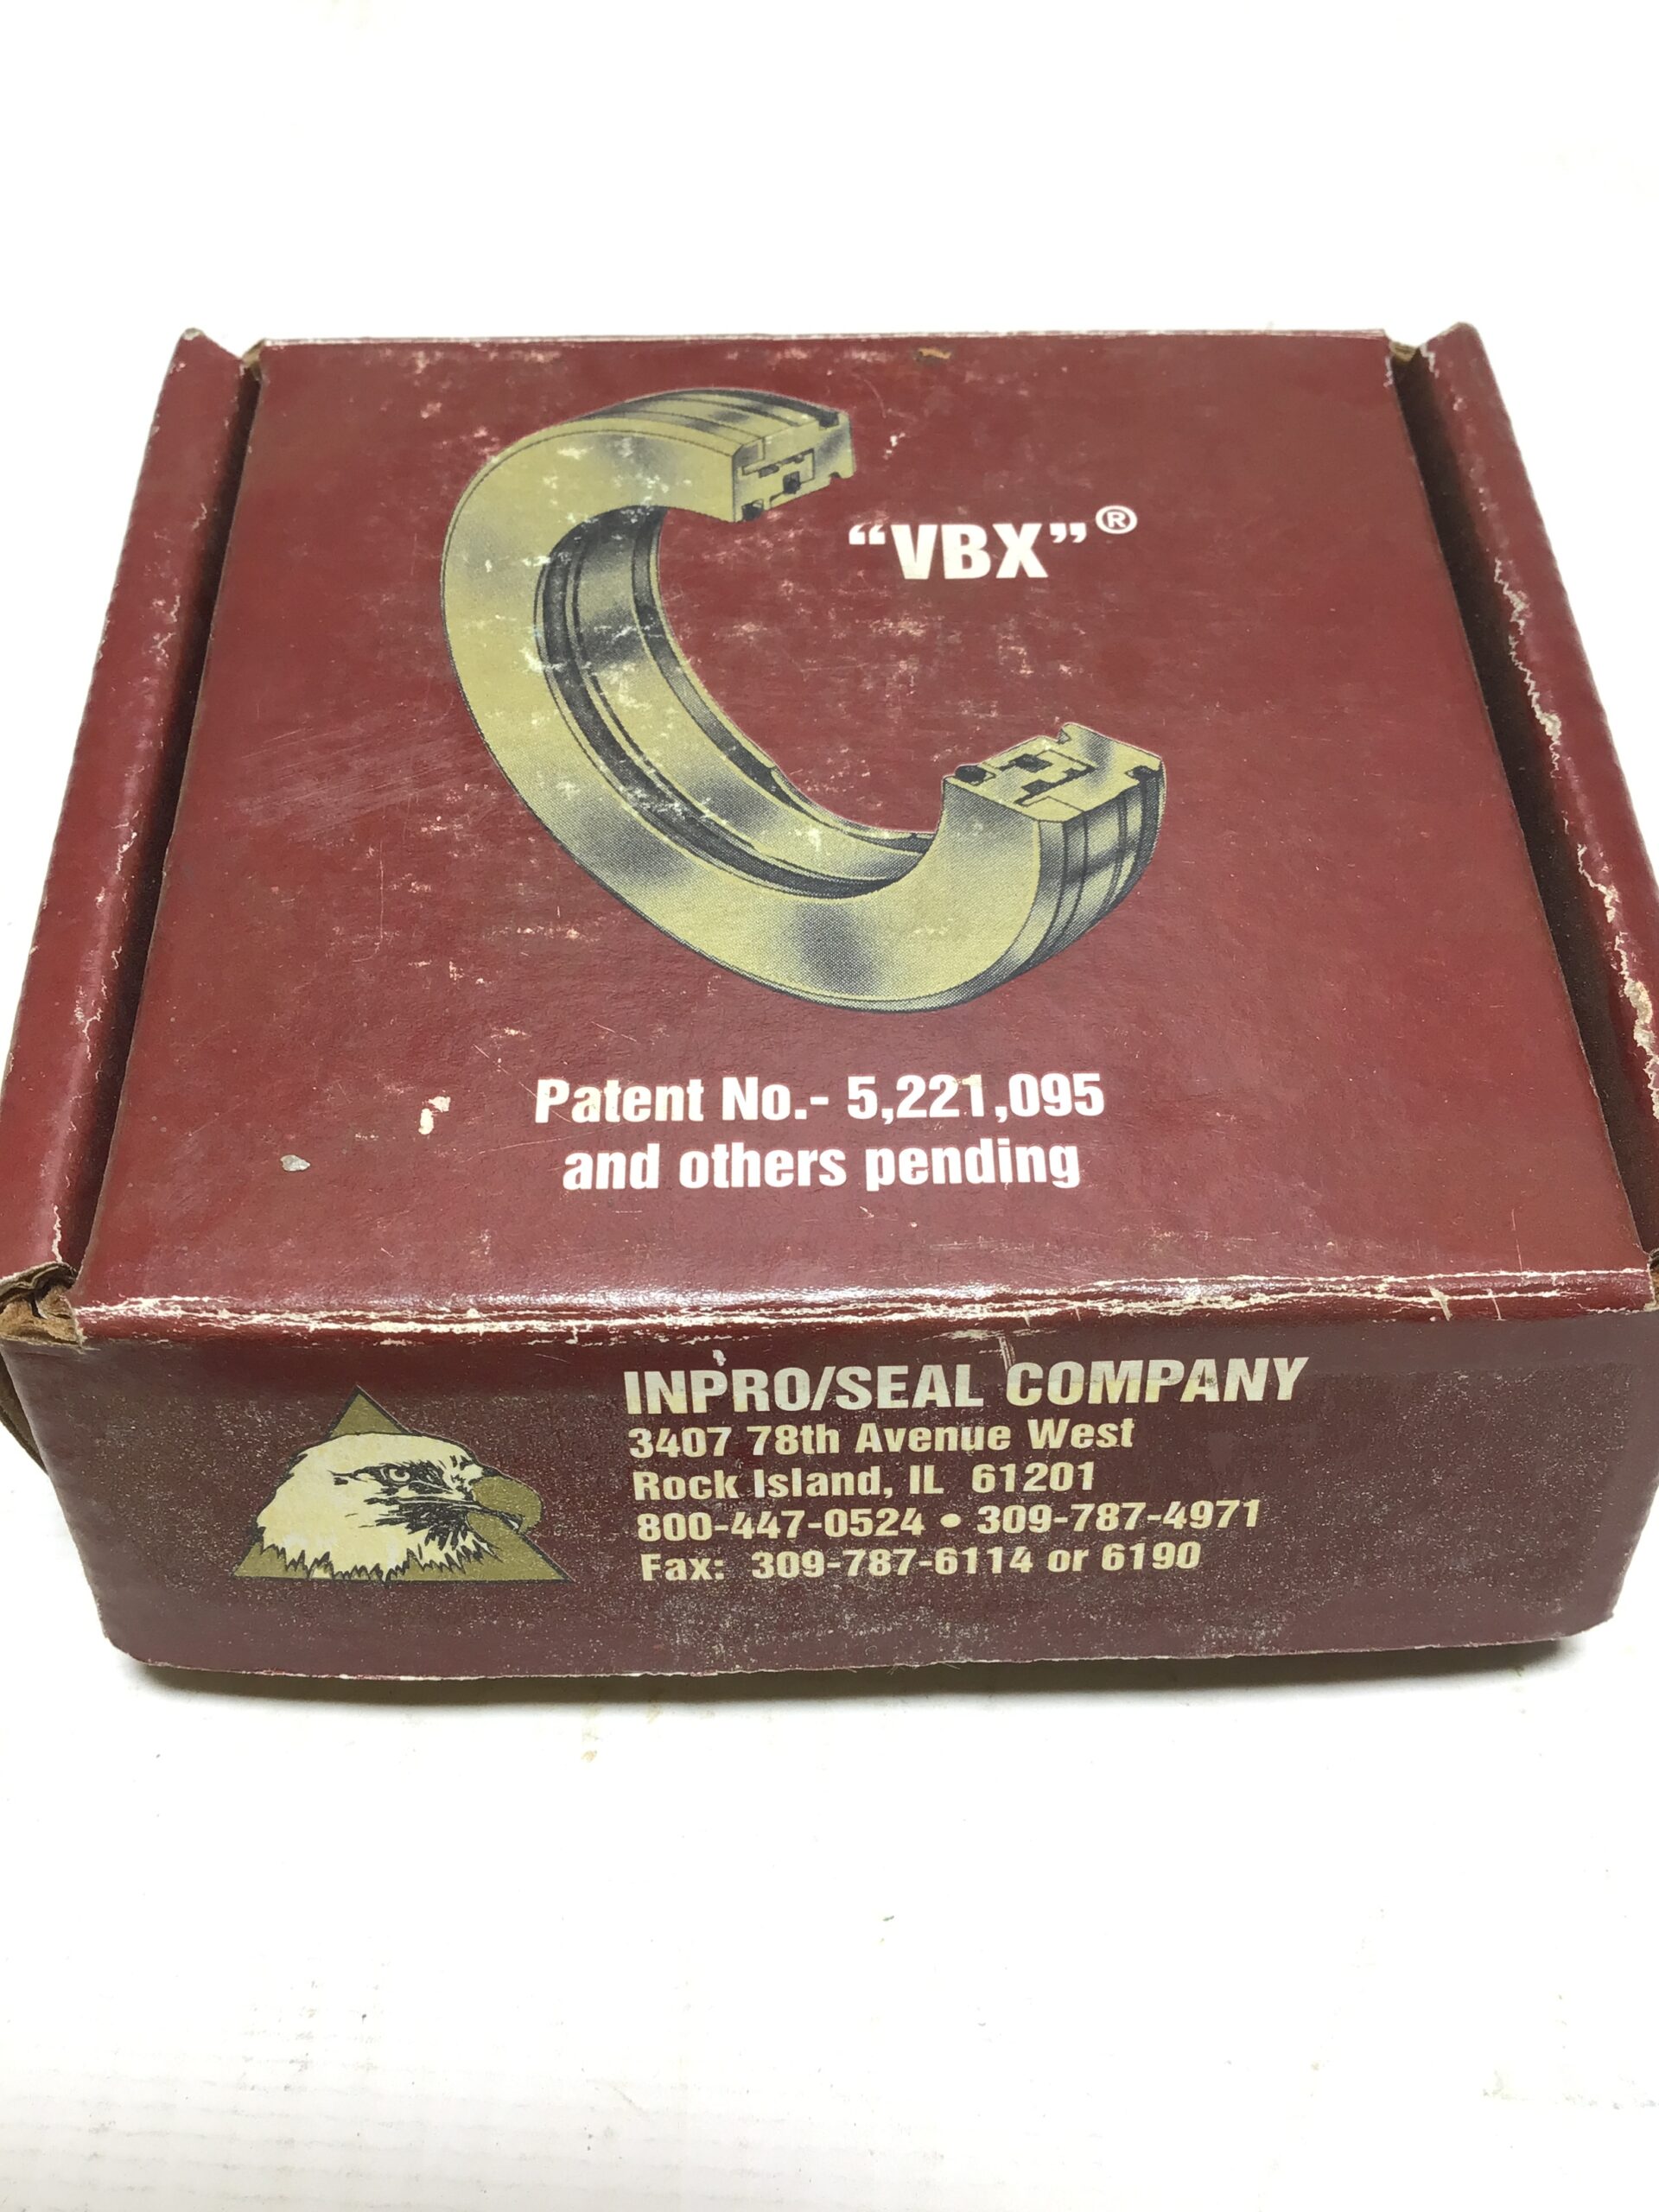 “VBX”®
Patent No.- 5,221,095
and others pending
INPRO/SEAL COMPANY
3407 78th Avenue West
Rock Island, IL 61201
800-447-0524 • 309-787-4971
Fax: 309-787-6114 or 6190